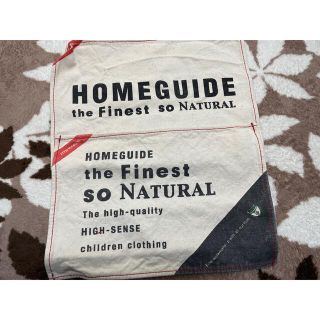 HOMEGUIDE
the Finest so NATURAL
HOMEGUIDE
the Finest
so NATURAL
The high-quality
HIGH-SENSE
children clothing